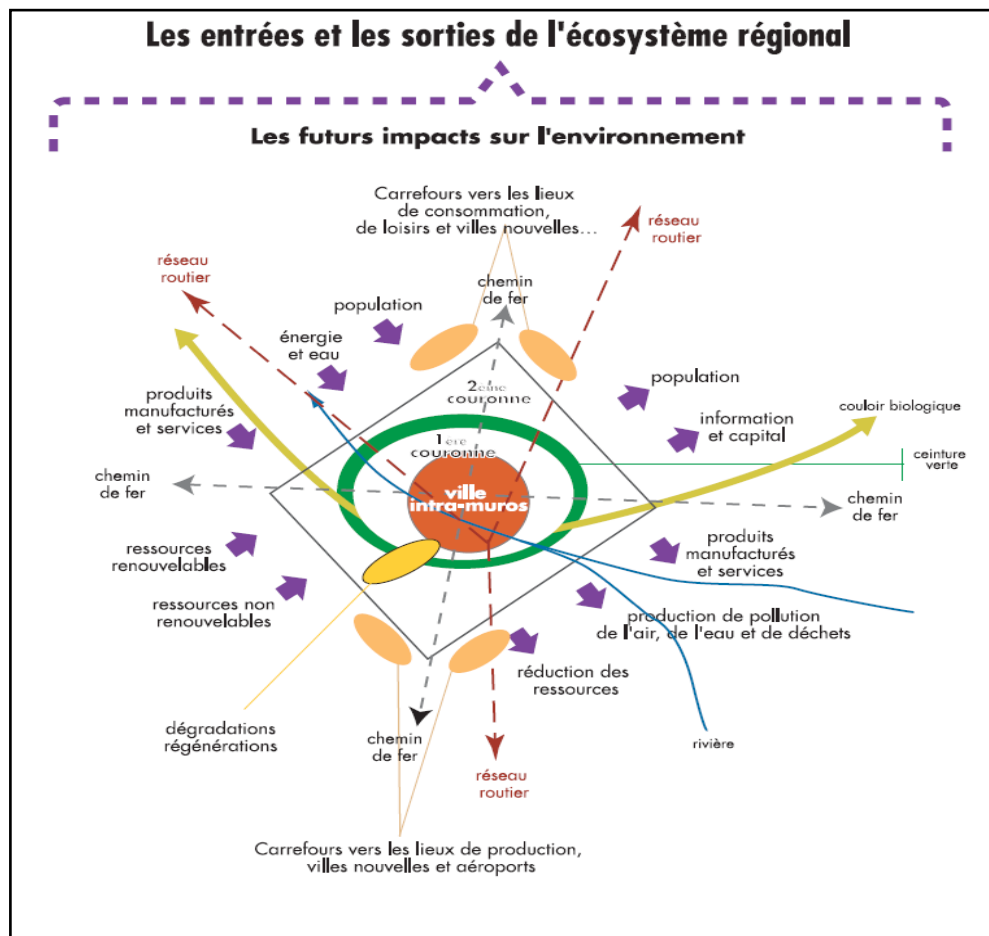 Les entrées et les sorties de l'écosystème régional
Les futurs impacts sur l'environnement
Carrefours vers les lieux
de consommation,
de loisirs et villes nouvelles...
réseau
routier
réseau
routier
chemin
de fer
population
énergie
et eau
2eme
couronne
population
produits
manufacturés
et services
information
et capital
couloir biologique
1ere
couronne
ceinture
verte
chemin
de fer
ville
intra-muros
chemin
de fer
ressources
renouvelables
produits
manufacturés
et services
ressources non
renouvelables
production de pollution
de l'air, de l'eau et de déchets
réduction des
ressources
dégradations
régénérations
chemin
de fer
rivière
réseau
routier
Carrefours vers les lieux de production,
villes nouvelles et aéroports